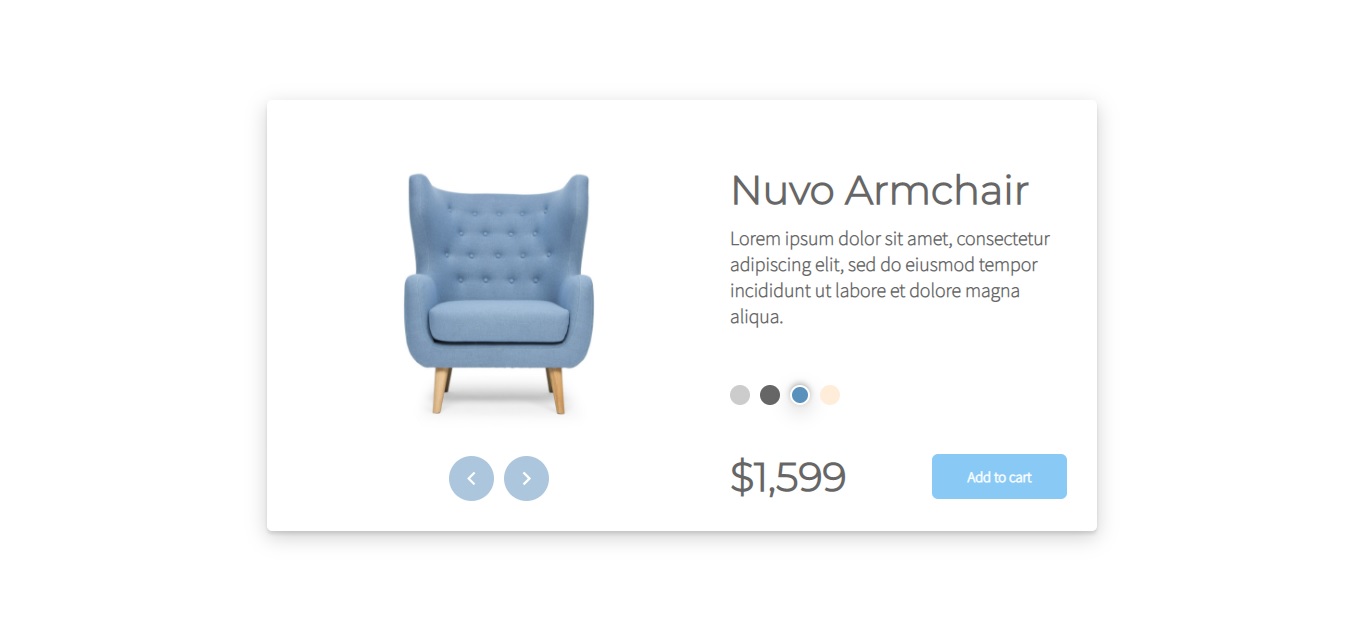 Nuvo Armchair
Lorem ipsum dolor sit amet, consectetur
adipiscing elit, sed do eiusmod tempor
incididunt ut labore et dolore magna
aliqua.
$1,599
Add to cart